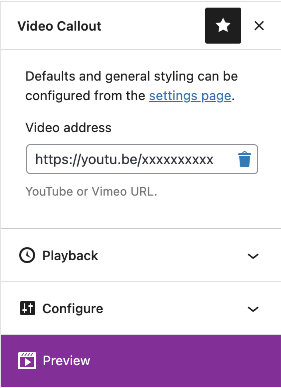 Video Callout
Defaults and general styling can be
configured from the settings page.
Video address
https://youtu.be/xxxxxxxxxx
YouTube or Vimeo URL.
Playback
Configure
Preview